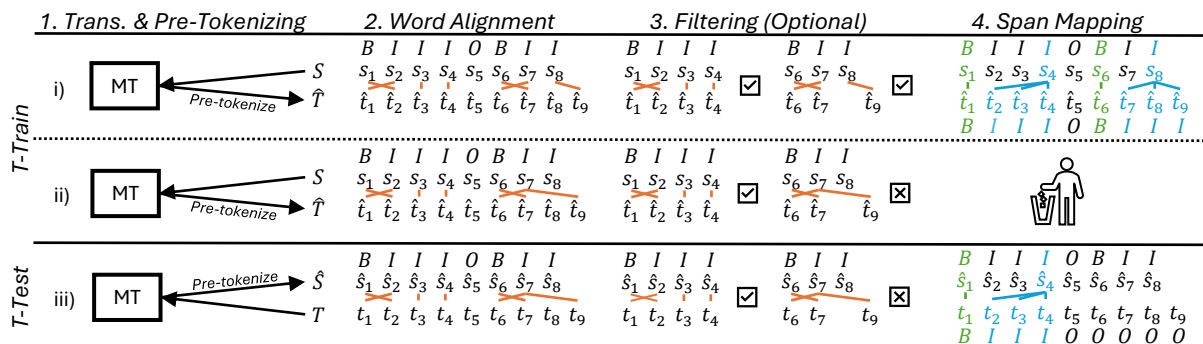 1. Trans. & Pre-Tokenizing 2. Word Alignment 3. Filtering (Optional) 4. Span Mapping
T-Train
i) MT Pre-tokenize S T̂
B I I I O B I I
s₁ s₂ s₃ s₄ s₅ s₆ s₇ s₈
t̂₁ t̂₂ t̂₃ t̂₄ t̂₅ t̂₆ t̂₇ t̂₈ t̂₉
B I I I B I I
s₁ s₂ s₃ s₄ s₆ s₇ s₈
t̂₁ t̂₂ t̂₃ t̂₄ t̂₆ t̂₇ t̂₉
B I I I O B I I
s₁ s₂ s₃ s₄ s₅ s₆ s₇ s₈
t̂₁ t̂₂ t̂₃ t̂₄ t̂₅ t̂₆ t̂₇ t̂₈ t̂₉
B I I I O B I I I
ii) MT Pre-tokenize S T̂
B I I I O B I I
s₁ s₂ s₃ s₄ s₅ s₆ s₇ s₈
t̂₁ t̂₂ t̂₃ t̂₄ t̂₅ t̂₆ t̂₇ t̂₈ t̂₉
B I I I B I I
s₁ s₂ s₃ s₄ s₆ s₇ s₈
t̂₁ t̂₂ t̂₃ t̂₄ t̂₆ t̂₇ t̂₉
T-Test
iii) MT Pre-tokenize Ŝ T
B I I I O B I I
ŝ₁ ŝ₂ ŝ₃ ŝ₄ ŝ₅ ŝ₆ ŝ₇ ŝ₈
t₁ t₂ t₃ t₄ t₅ t₆ t₇ t₈ t₉
B I I I B I I
ŝ₁ ŝ₂ ŝ₃ ŝ₄ ŝ₆ ŝ₇ ŝ₈
t₁ t₂ t₃ t₄ t₆ t₇ t₉
B I I I O B I I
ŝ₁ ŝ₂ ŝ₃ ŝ₄ ŝ₅ ŝ₆ ŝ₇ ŝ₈
t₁ t₂ t₃ t₄ t₅ t₆ t₇ t₈ t₉
B I I I O O O O O